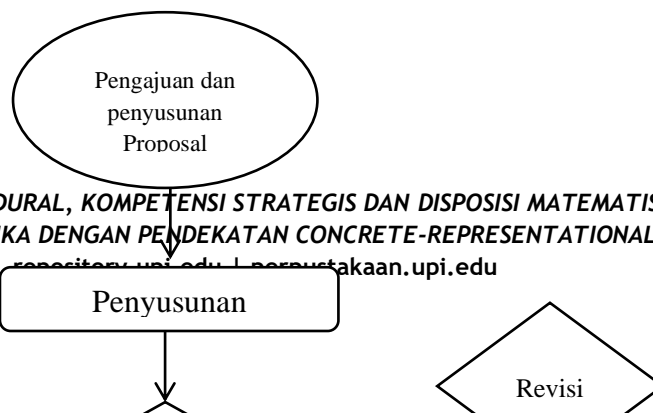 Pengajuan dan
penyusunan
Proposal
DURAL, KOMPETENSI STRATEGIS DAN DISPOSISI MATEMATIS
IKA DENGAN PENDEKATAN CONCRETE-REPRESENTATIONAL
repository.upi.edu | perpustakaan.upi.edu
Penyusunan
Revisi